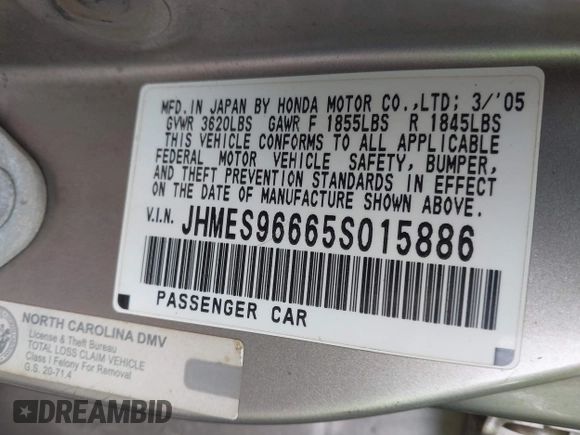 MFD.IN JAPAN BY HONDA MOTOR CO.,LTD; 3/'05
GVWR 3620LBS GAWR F 1855LBS R 1845LBS
THIS VEHICLE CONFORMS TO ALL APPLICABLE
FEDERAL MOTOR VEHICLE SAFETY, BUMPER,
AND THEFT PREVENTION STANDARDS IN EFFECT
ON THE DATE OF MANUFACTURE SHOWN ABOVE.
V.I.N. JHMES96665S015886
PASSENGER CAR
NORTH CAROLINA DMV
License & Theft Bureau
TOTAL LOSS CLAIM VEHICLE
Class I Felony For Removal
G.S. 20-71.4
DREAMBID